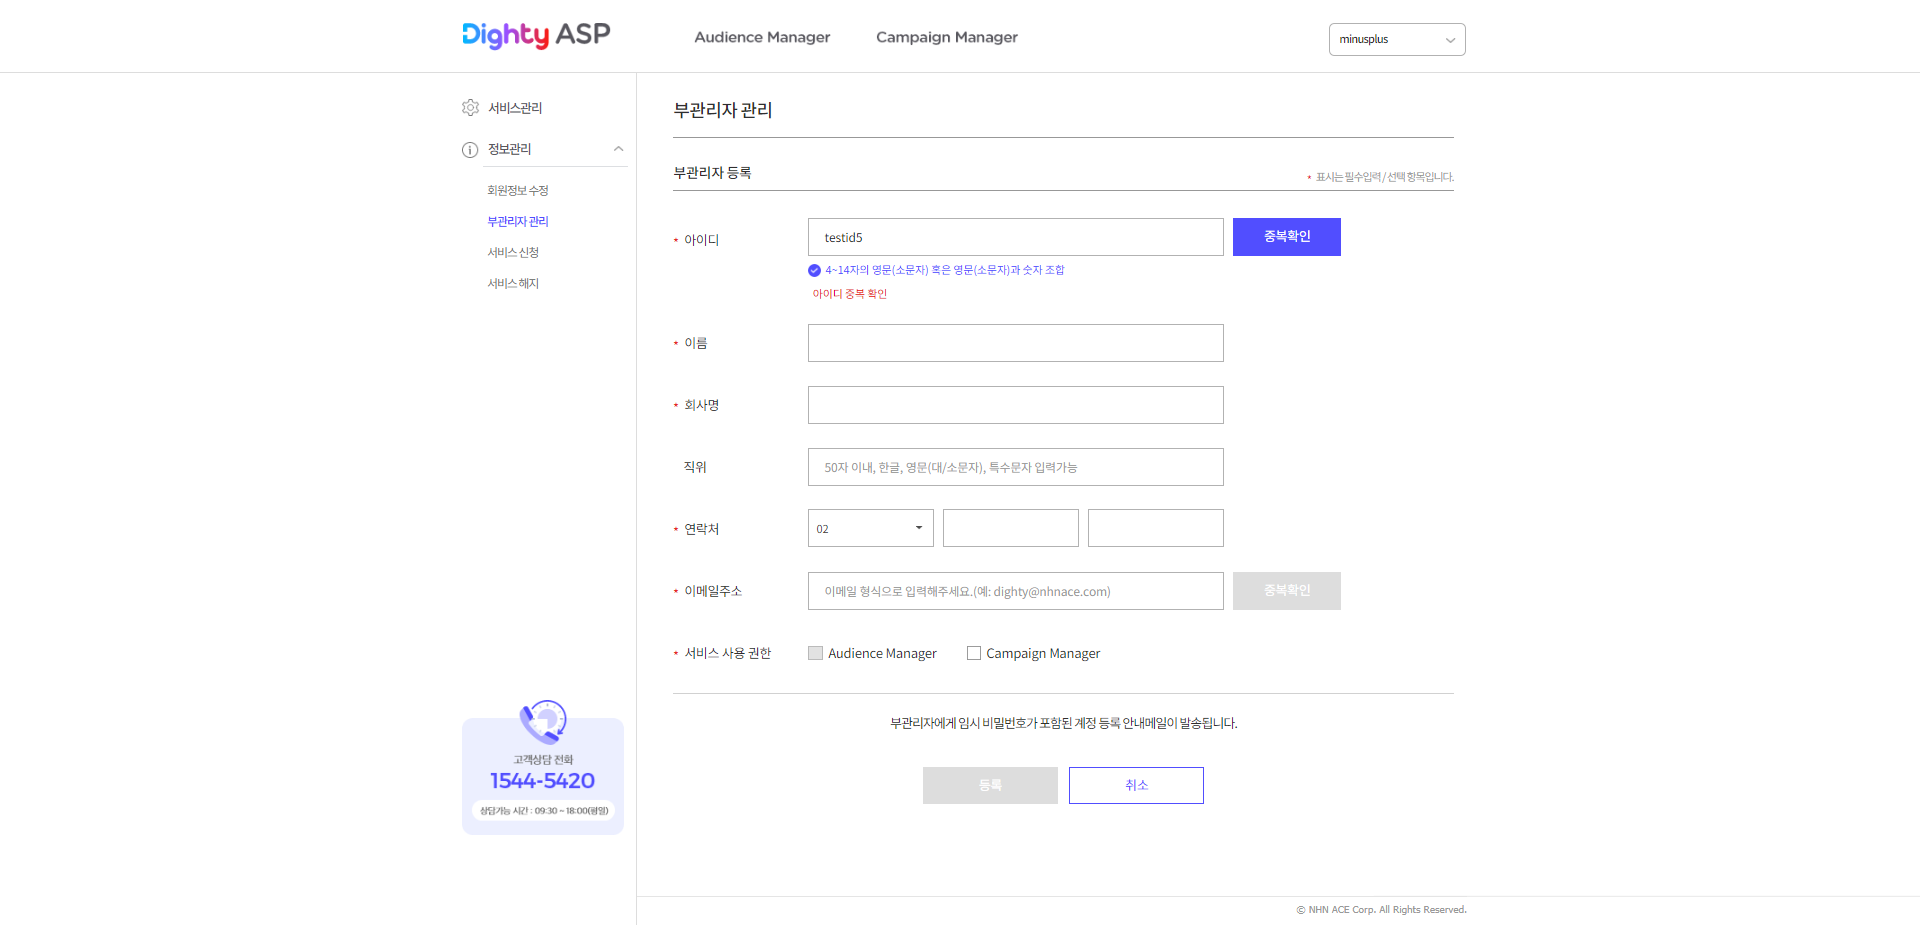 Dighty ASP
Audience Manager
Campaign Manager
minusplus
서비스관리
정보관리
회원정보 수정
부관리자 관리
서비스 신청
서비스 해지
고객상담 전화
1544-5420
상담가능 시간 : 09:30 ~ 18:00(평일)
부관리자 관리
부관리자 등록
* 표시는 필수입력 / 선택 항목입니다.
* 아이디
testid5
중복확인
4~14자의 영문(소문자) 혹은 영문(소문자)과 숫자 조합
아이디 중복 확인
* 이름
* 회사명
직위
50자 이내, 한글, 영문(대/소문자), 특수문자 입력가능
* 연락처
02
* 이메일주소
이메일 형식으로 입력해주세요.(예: dighty@nhnace.com)
중복확인
* 서비스 사용 권한
Audience Manager
Campaign Manager
부관리자에게 임시 비밀번호가 포함된 계정 등록 안내메일이 발송됩니다.
등록
취소
© NHN ACE Corp. All Rights Reserved.